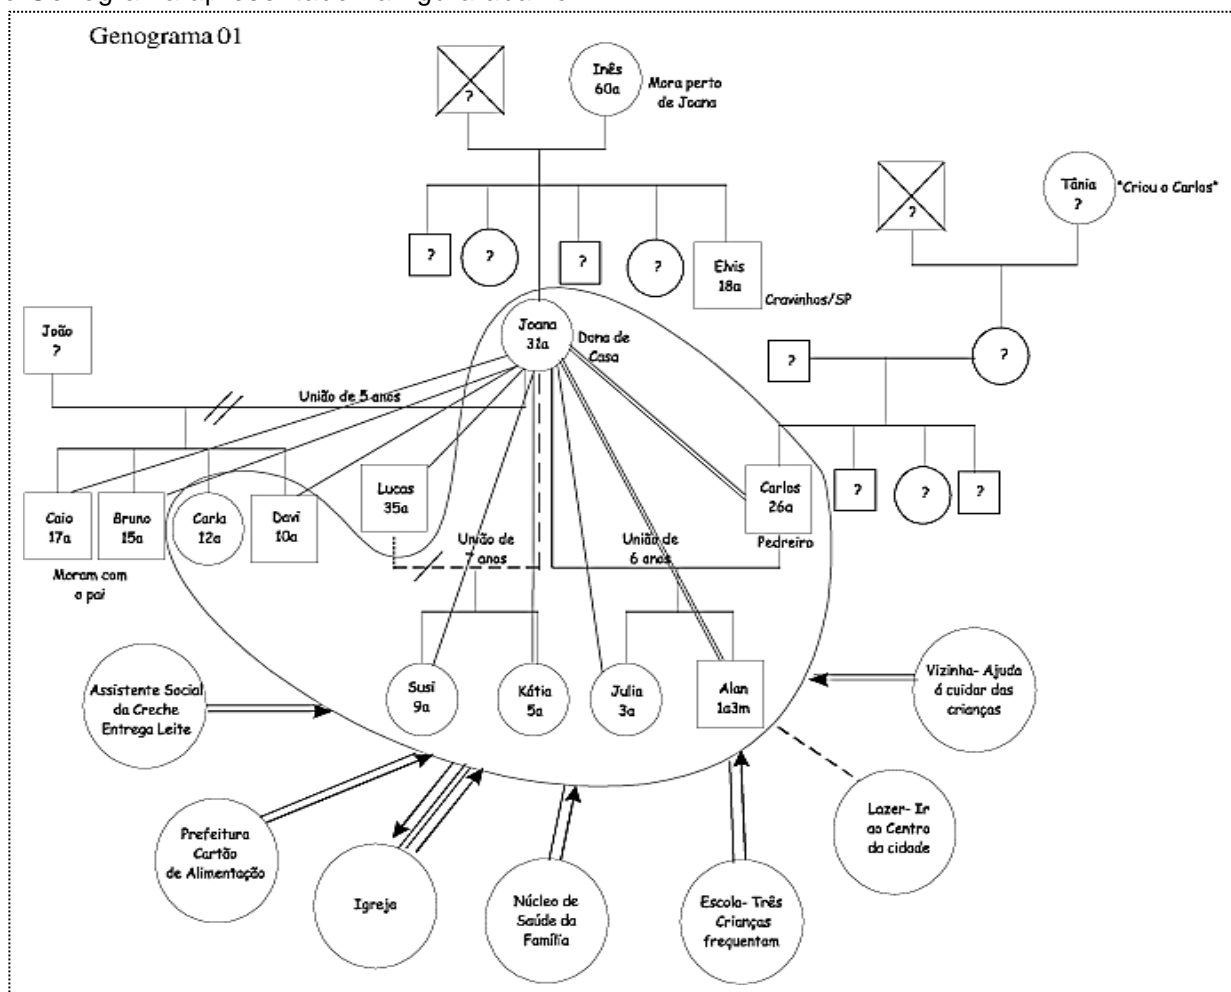 Genograma 01
?
Inês
60a
Mora perto
de Joana
?
Tânia
?
"Criou o Carlos"
?
?
?
?
Elvis
18a
Cravinhos/SP
João
?
Joana
31a
Dona de
Casa
?
?
União de 5 anos
Caio
17a
Bruno
15a
Carla
12a
Davi
10a
Moram com
o pai
Lucas
35a
União de
7 anos
União de
6 anos
Carlos
26a
Pedreiro
?
?
?
Susi
9a
Kátia
5a
Julia
3a
Alan
1a3m
Assistente Social
da Creche
Entrega Leite
Vizinha- Ajuda
á cuidar das
crianças
Prefeitura
Cartão
de Alimentação
Igreja
Núcleo de
Saúde da
Família
Escola- Três
Crianças
frequentam
Lazer- Ir
ao Centro
da cidade